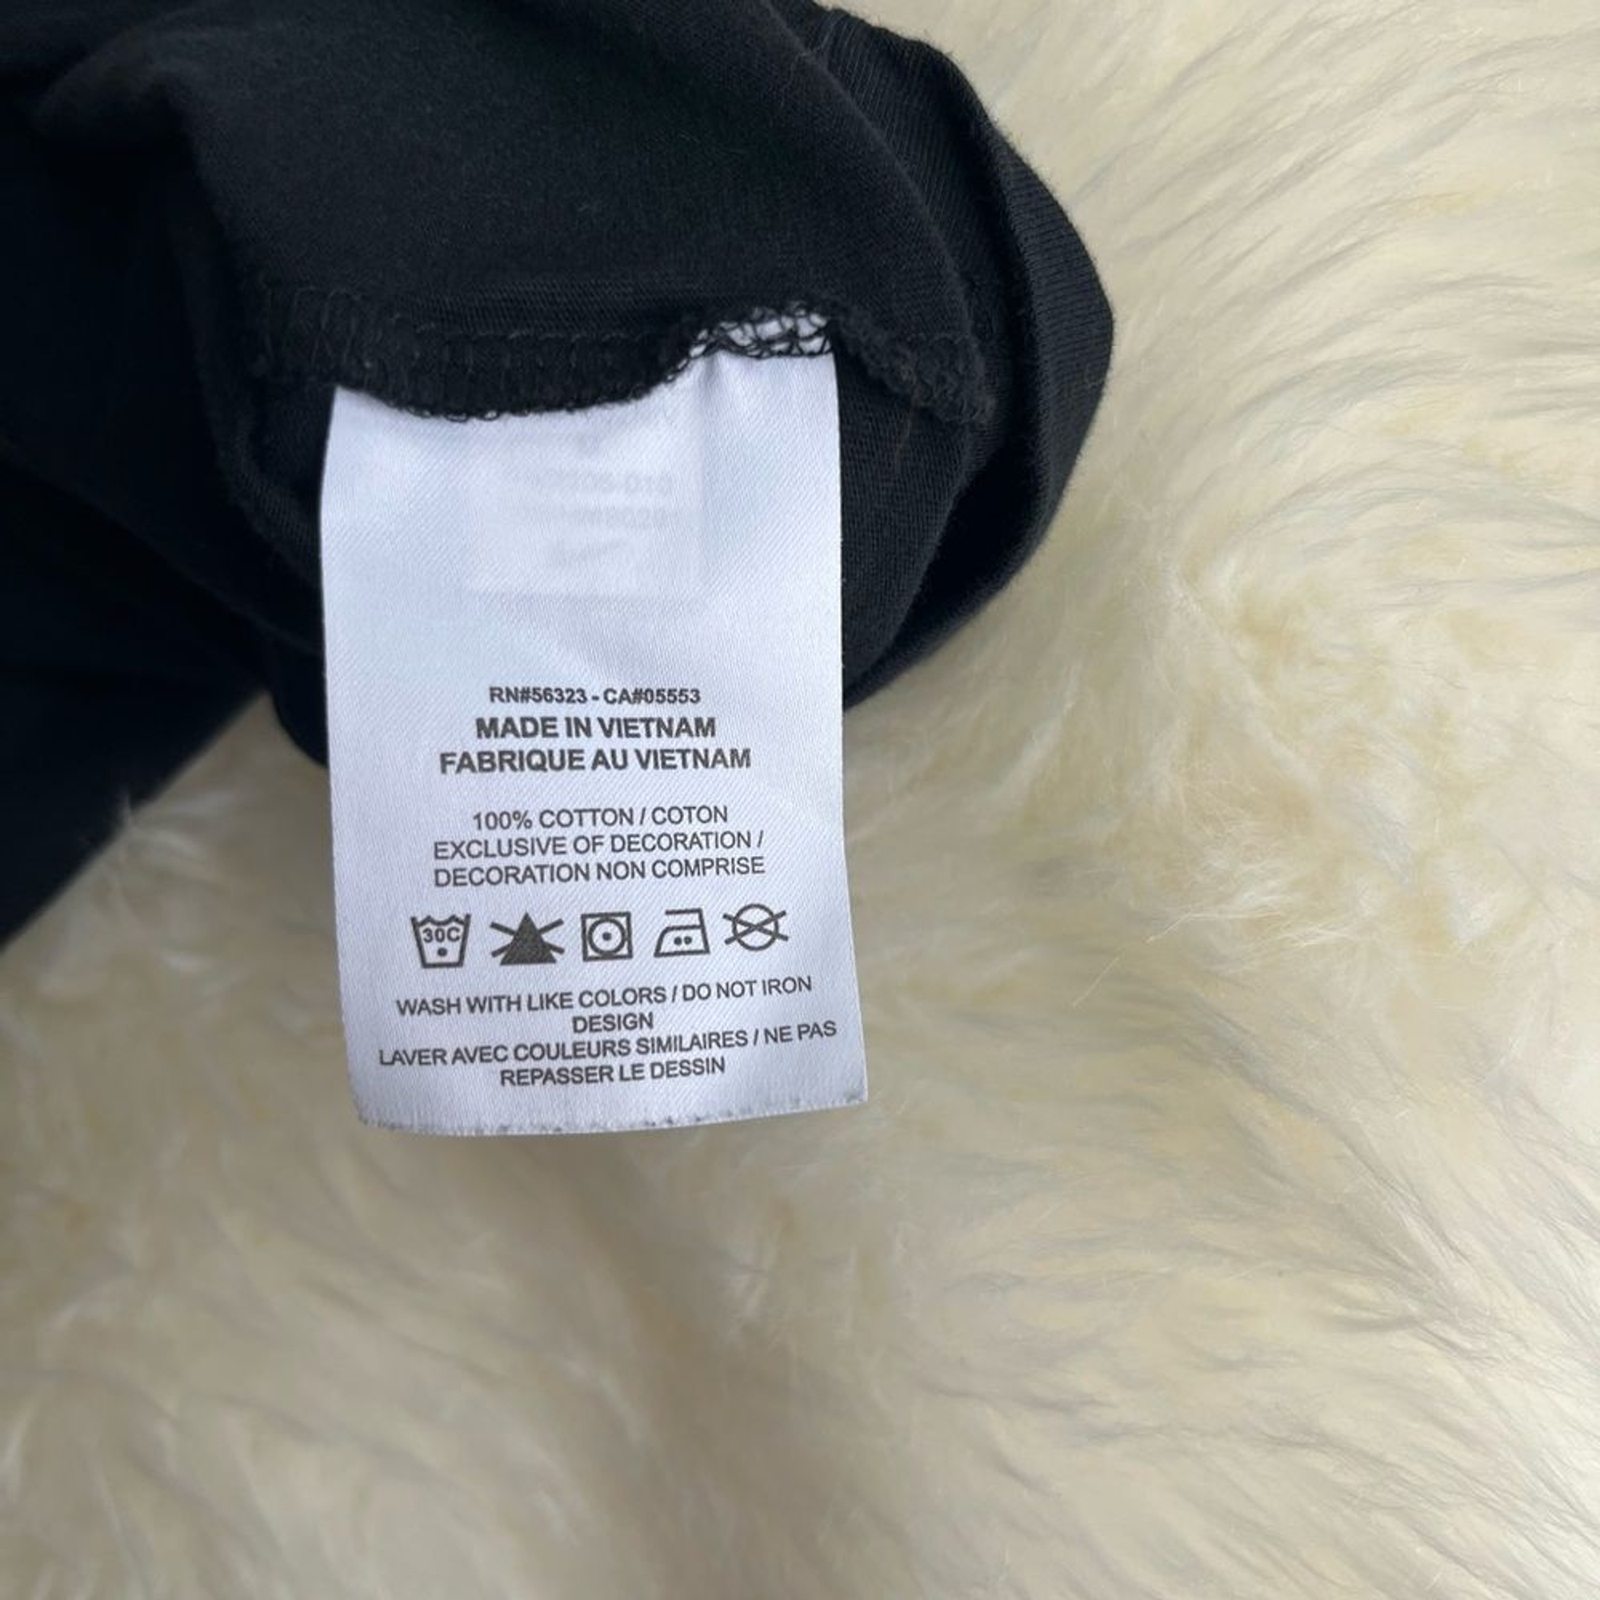 RN#56323 - CA#05553
MADE IN VIETNAM
FABRIQUE AU VIETNAM
100% COTTON / COTON
EXCLUSIVE OF DECORATION /
DECORATION NON COMPRISE
30C
WASH WITH LIKE COLORS / DO NOT IRON
DESIGN
LAVER AVEC COULEURS SIMILAIRES / NE PAS
REPASSER LE DESSIN